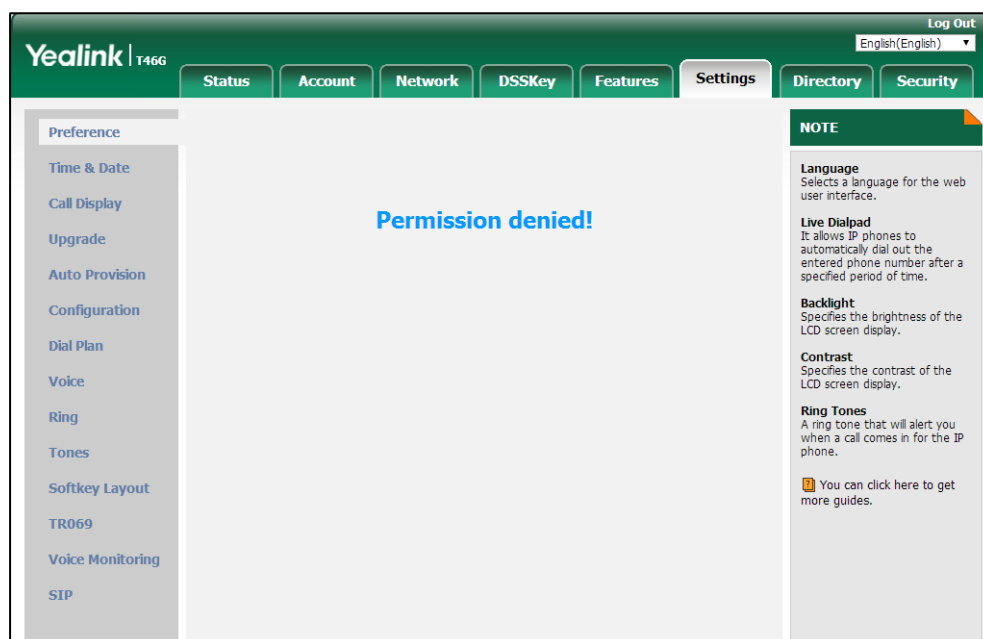 Log Out
English(English)
Yealink | T46G
Status Account Network DSSKey Features Settings Directory Security
Preference
Time & Date
Call Display
Upgrade
Auto Provision
Configuration
Dial Plan
Voice
Ring
Tones
Softkey Layout
TR069
Voice Monitoring
SIP
Permission denied!
NOTE
Language
Selects a language for the web
user interface.
Live Dialpad
It allows IP phones to
automatically dial out the
entered phone number after a
specified period of time.
Backlight
Specifies the brightness of the
LCD screen display.
Contrast
Specifies the contrast of the
LCD screen display.
Ring Tones
A ring tone that will alert you
when a call comes in for the IP
phone.
You can click here to get
more guides.